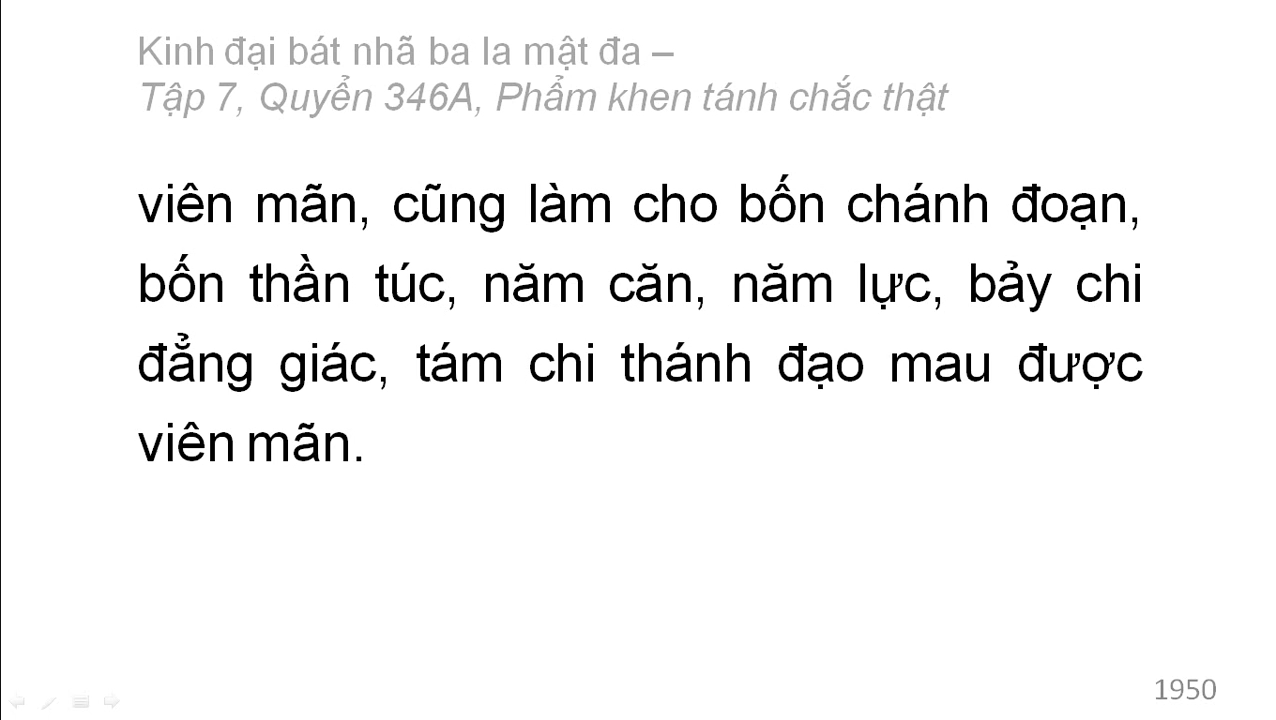 Kinh đại bát nhã ba la mật đa –
Tập 7, Quyển 346A, Phẩm khen tánh chắc thật
viên mãn, cũng làm cho bốn chánh đoạn,
bốn thần túc, năm căn, năm lực, bảy chi
đẳng giác, tám chi thánh đạo mau được
viên mãn.
1950